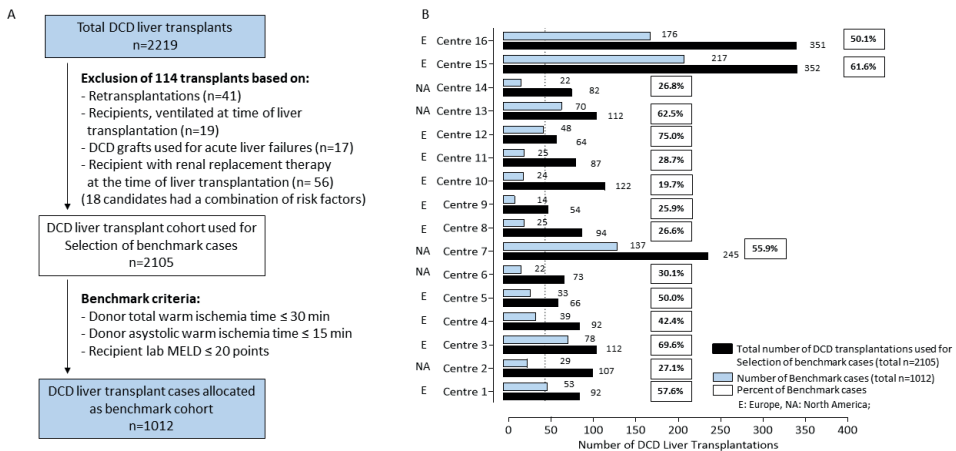 A
Total DCD liver transplants
n=2219
Exclusion of 114 transplants based on:
- Retransplantations (n=41)
- Recipients, ventilated at time of liver
transplantation (n=19)
- DCD grafts used for acute liver failures (n=17)
- Recipient with renal replacement therapy
at the time of liver transplantation (n= 56)
(18 candidates had a combination of risk factors)
DCD liver transplant cohort used for
Selection of benchmark cases
n=2105
Benchmark criteria:
- Donor total warm ischemia time ≤ 30 min
- Donor asystolic warm ischemia time ≤ 15 min
- Recipient lab MELD ≤ 20 points
DCD liver transplant cases allocated
as benchmark cohort
n=1012
B
E Centre 16 176 351 50.1%
E Centre 15 217 352 61.6%
NA Centre 14 22 82 26.8%
NA Centre 13 70 112 62.5%
E Centre 12 48 64 75.0%
E Centre 11 25 87 28.7%
E Centre 10 24 122 19.7%
E Centre 9 14 54 25.9%
E Centre 8 25 94 26.6%
NA Centre 7 137 245 55.9%
NA Centre 6 22 73 30.1%
E Centre 5 33 66 50.0%
E Centre 4 39 92 42.4%
E Centre 3 78 112 69.6%
NA Centre 2 29 107 27.1%
E Centre 1 53 92 57.6%
Total number of DCD transplantations used for
Selection of benchmark cases (total n=2105)
Number of Benchmark cases (total n=1012)
Percent of Benchmark cases
E: Europe, NA: North America;
0 50 100 150 200 250 300 350 400
Number of DCD Liver Transplantations